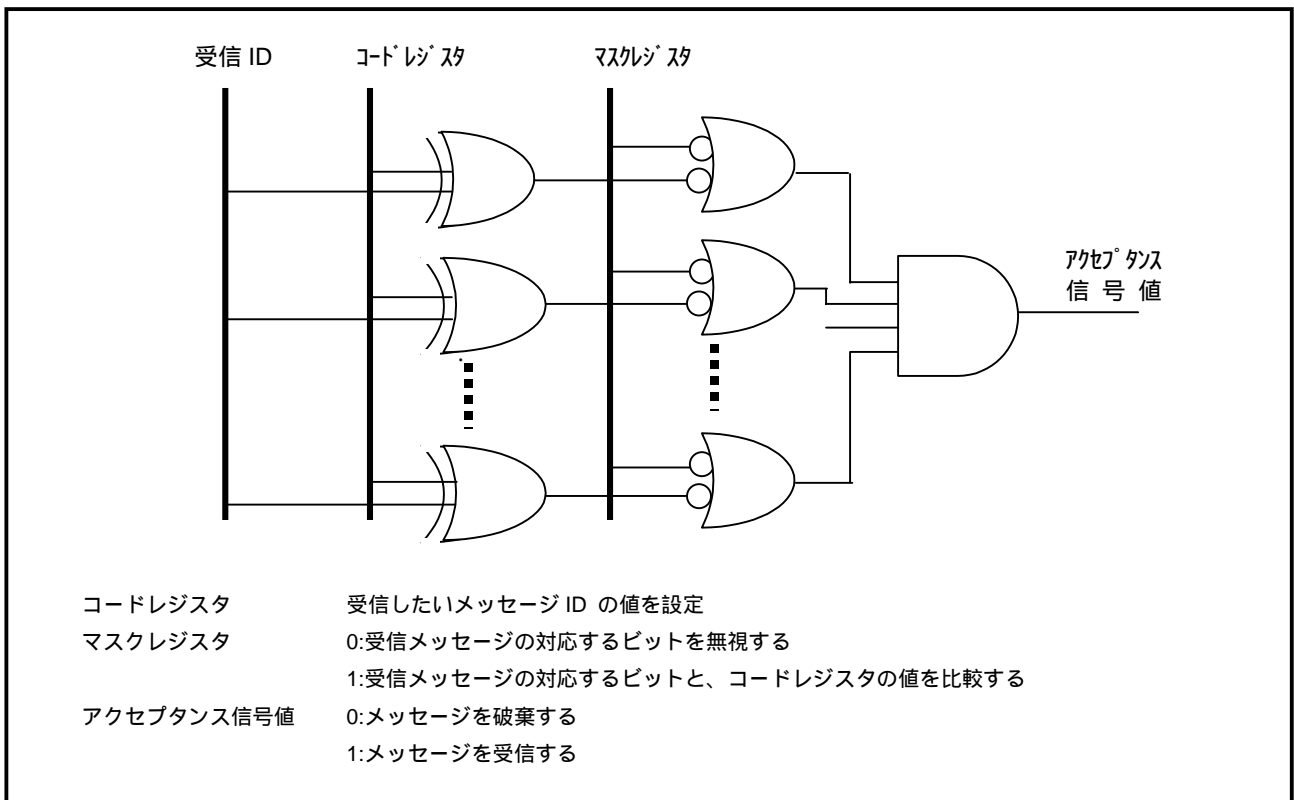 受信 ID
ｺｰﾄﾞﾚｼﾞｽﾀ
ﾏｽｸﾚｼﾞｽﾀ
ｱｸｾﾌﾟﾀﾝｽ
信 号 値
コードレジスタ 受信したいメッセージ ID の値を設定
マスクレジスタ 0:受信メッセージの対応するビットを無視する
1:受信メッセージの対応するビットと、コードレジスタの値を比較する
アクセプタンス信号値 0:メッセージを破棄する
1:メッセージを受信する